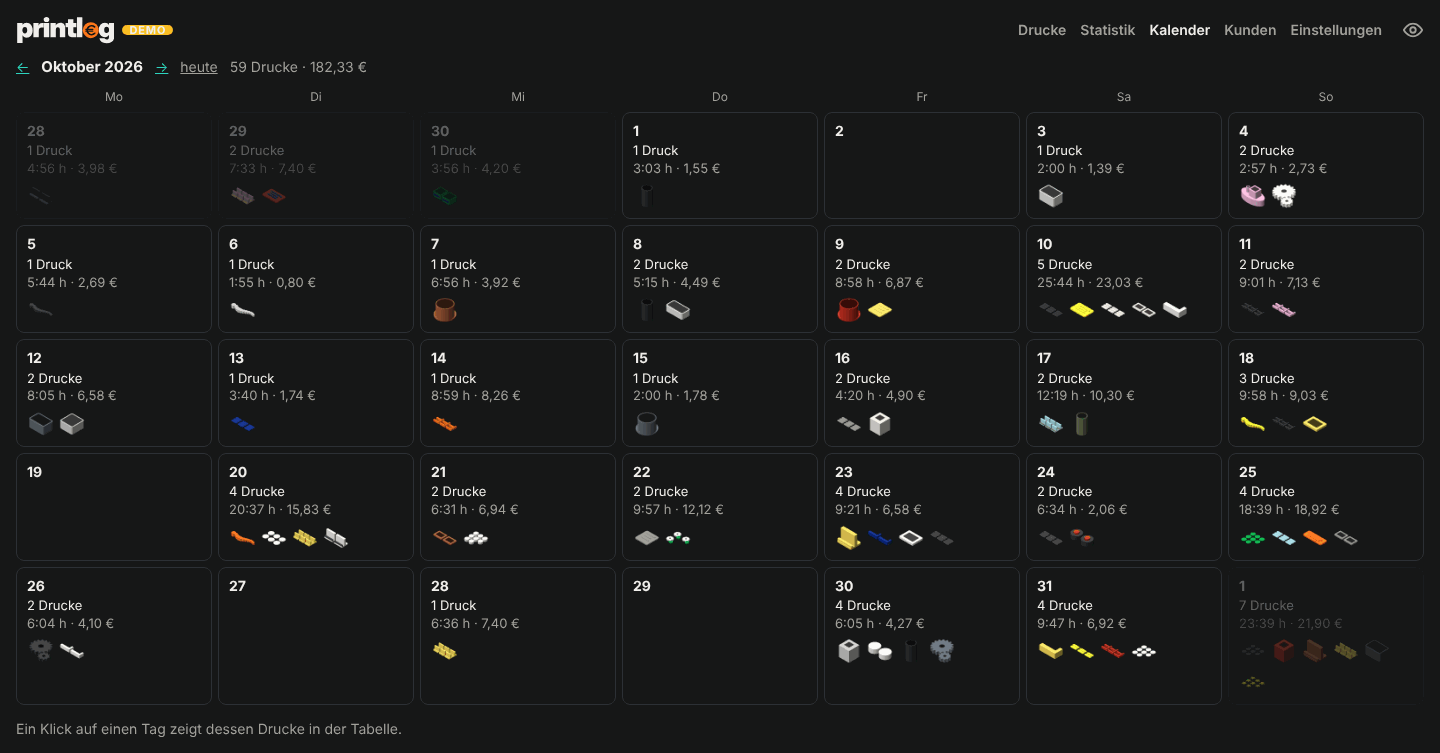 printl€g DEMO Drucke Statistik Kalender Kunden Einstellungen
← Oktober 2026 → heute 59 Drucke · 182,33 €
Mo Di Mi Do Fr Sa So
28 29 30 1 2 3 4
1 Druck 2 Drucke 1 Druck 1 Druck 1 Druck 2 Drucke
4:56 h · 3,98 € 7:33 h · 7,40 € 3:56 h · 4,20 € 3:03 h · 1,55 € 2:00 h · 1,39 € 2:57 h · 2,73 €
5 6 7 8 9 10 11
1 Druck 1 Druck 1 Druck 2 Drucke 2 Drucke 5 Drucke 2 Drucke
5:44 h · 2,69 € 1:55 h · 0,80 € 6:56 h · 3,92 € 5:15 h · 4,49 € 8:58 h · 6,87 € 25:44 h · 23,03 € 9:01 h · 7,13 €
12 13 14 15 16 17 18
2 Drucke 1 Druck 1 Druck 1 Druck 2 Drucke 2 Drucke 3 Drucke
8:05 h · 6,58 € 3:40 h · 1,74 € 8:59 h · 8,26 € 2:00 h · 1,78 € 4:20 h · 4,90 € 12:19 h · 10,30 € 9:58 h · 9,03 €
19 20 21 22 23 24 25
4 Drucke 2 Drucke 2 Drucke 4 Drucke 2 Drucke 4 Drucke
20:37 h · 15,83 € 6:31 h · 6,94 € 9:57 h · 12,12 € 9:21 h · 6,58 € 6:34 h · 2,06 € 18:39 h · 18,92 €
26 27 28 29 30 31 1
2 Drucke 1 Druck 4 Drucke 4 Drucke 7 Drucke
6:04 h · 4,10 € 6:36 h · 7,40 € 6:05 h · 4,27 € 9:47 h · 6,92 € 23:39 h · 21,90 €
Ein Klick auf einen Tag zeigt dessen Drucke in der Tabelle.